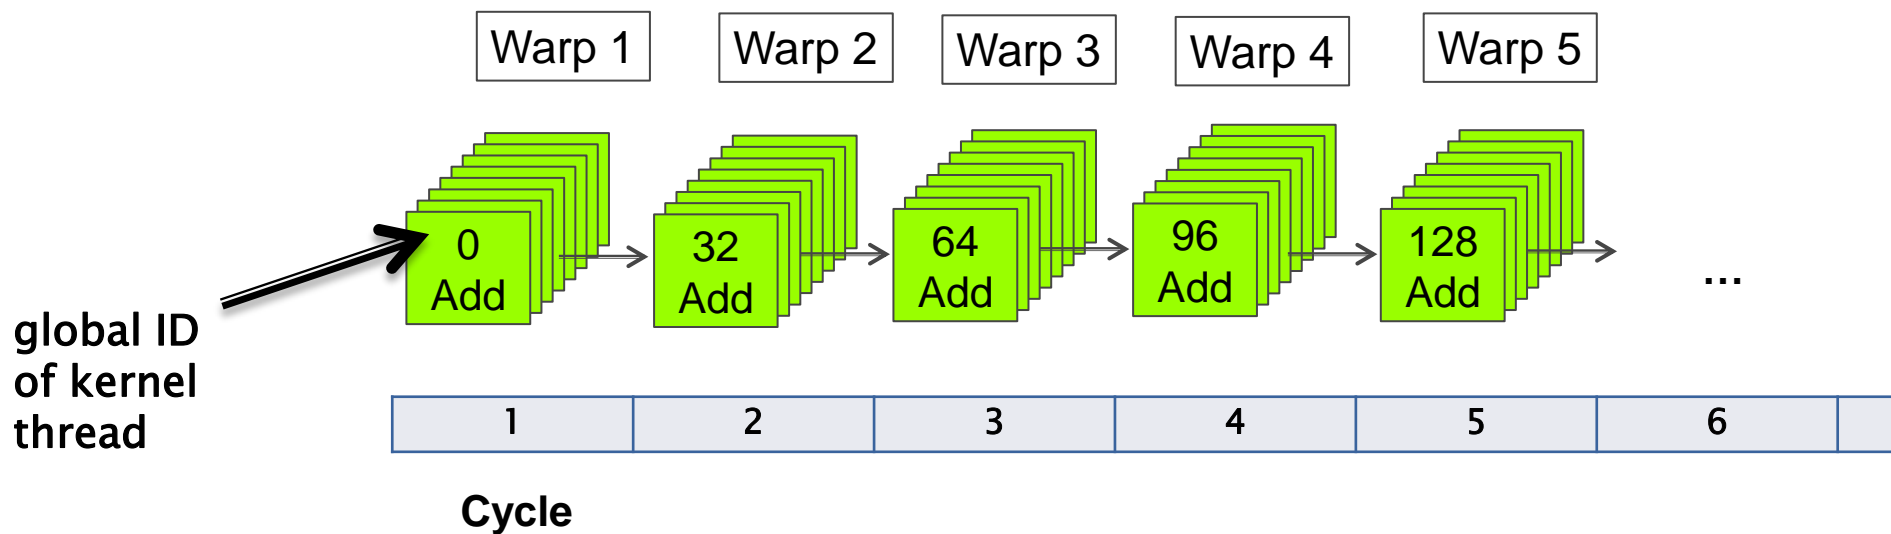 Warp 1
Warp 2
Warp 3
Warp 4
Warp 5
0
Add
32
Add
64
Add
96
Add
128
Add
...
global ID
of kernel
thread
1
2
3
4
5
6
Cycle